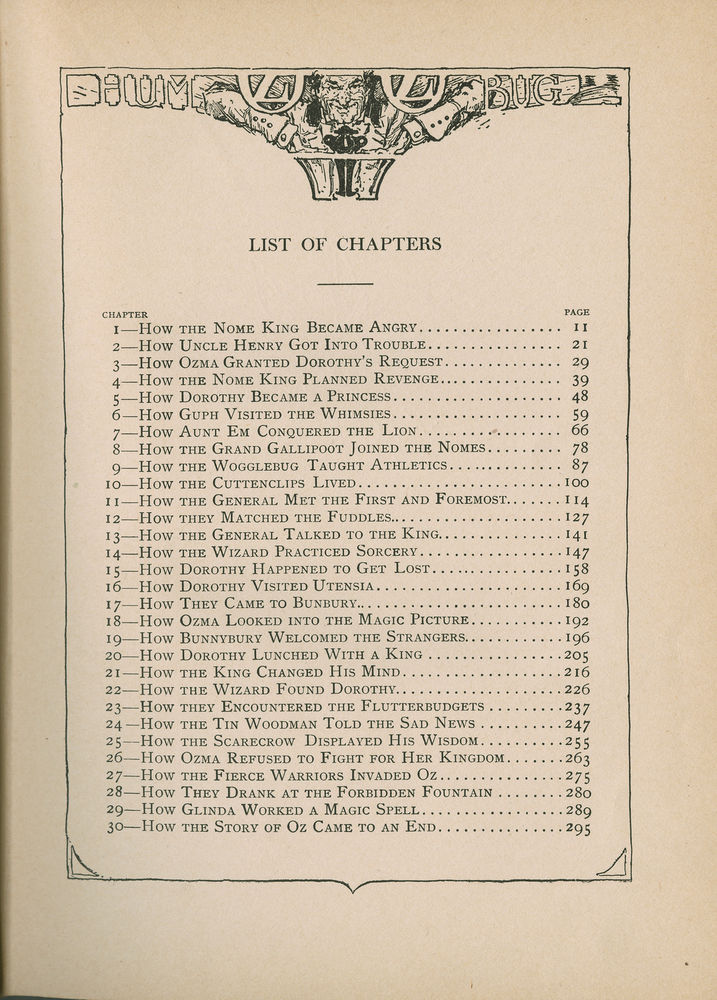 HUM OZ OZ BUG
LIST OF CHAPTERS
CHAPTER PAGE
1—How the Nome King Became Angry................ 11
2—How Uncle Henry Got Into Trouble............... 21
3—How Ozma Granted Dorothy's Request............. 29
4—How the Nome King Planned Revenge.............. 39
5—How Dorothy Became a Princess................... 48
6—How Guph Visited the Whimsies................... 59
7—How Aunt Em Conquered the Lion................ 66
8—How the Grand Gallipoot Joined the Nomes......... 78
9—How the Wogglebug Taught Athletics............. 87
10—How the Cuttenclips Lived.......................100
11—How the General Met the First and Foremost.......114
12—How they Matched the Fuddles...................127
13—How the General Talked to the King..............141
14—How the Wizard Practiced Sorcery................147
15—How Dorothy Happened to Get Lost...............158
16—How Dorothy Visited Utensia.....................169
17—How They Came to Bunbury.......................180
18—How Ozma Looked into the Magic Picture..........192
19—How Bunnybury Welcomed the Strangers...........196
20—How Dorothy Lunched With a King ...............205
21—How the King Changed His Mind..................216
22—How the Wizard Found Dorothy...................226
23—How they Encountered the Flutterbudgets .........237
24—How the Tin Woodman Told the Sad News ..........247
25—How the Scarecrow Displayed His Wisdom..........255
26—How Ozma Refused to Fight for Her Kingdom.......263
27—How the Fierce Warriors Invaded Oz..............275
28—How They Drank at the Forbidden Fountain ........280
29—How Glinda Worked a Magic Spell................289
30—How the Story of Oz Came to an End..............295